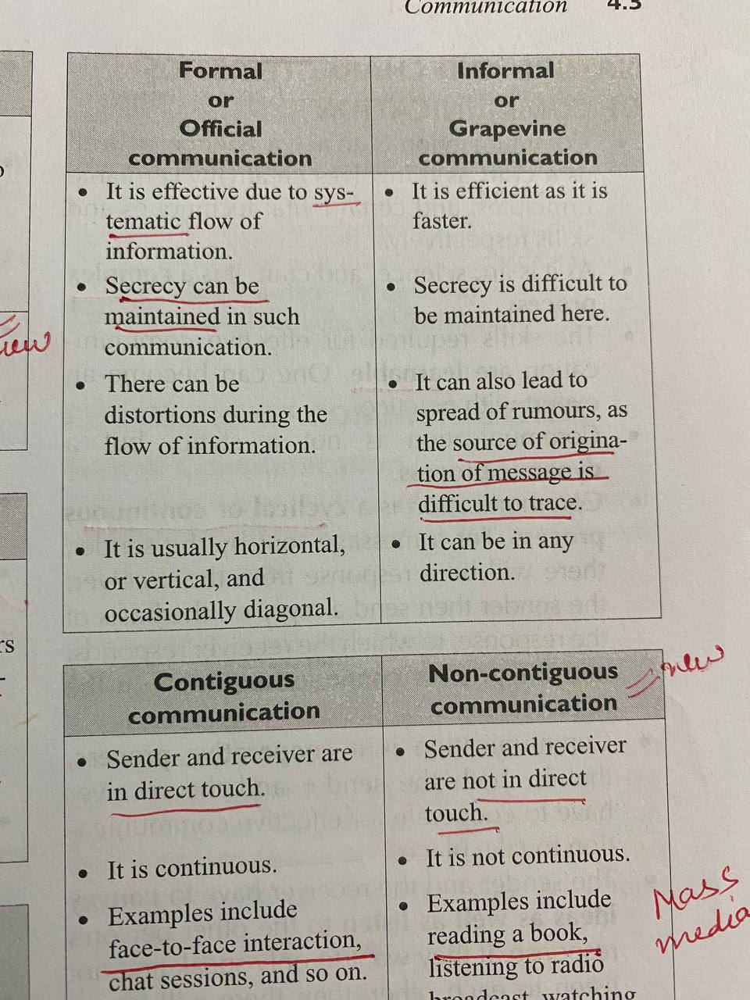 Communication 4.3
Formal
or
Official
communication
Informal
or
Grapevine
communication
• It is effective due to sys-
tematic flow of
information.
• It is efficient as it is
faster.
• Secrecy can be
maintained in such
communication.
• Secrecy is difficult to
be maintained here.
• There can be
distortions during the
flow of information.
• It can also lead to
spread of rumours, as
the source of origina-
tion of message is
difficult to trace.
• It is usually horizontal,
or vertical, and
occasionally diagonal.
• It can be in any
direction.
Contiguous
communication
Non-contiguous
communication
new
• Sender and receiver are
in direct touch.
• Sender and receiver
are not in direct
touch.
• It is continuous.
• It is not continuous.
• Examples include
face-to-face interaction,
chat sessions, and so on.
• Examples include
reading a book,
listening to radio
broadcast, watching
Mass
media